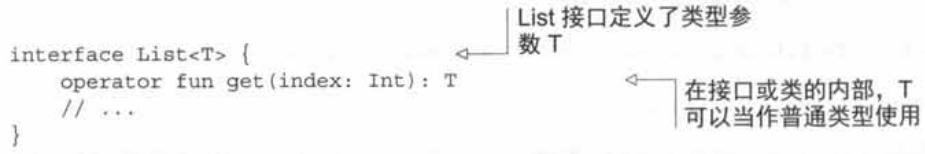 List 接口定义了类型参
数 T
interface List<T> {
    operator fun get(index: Int): T
    // ...
}
在接口或类的内部，T
可以当作普通类型使用